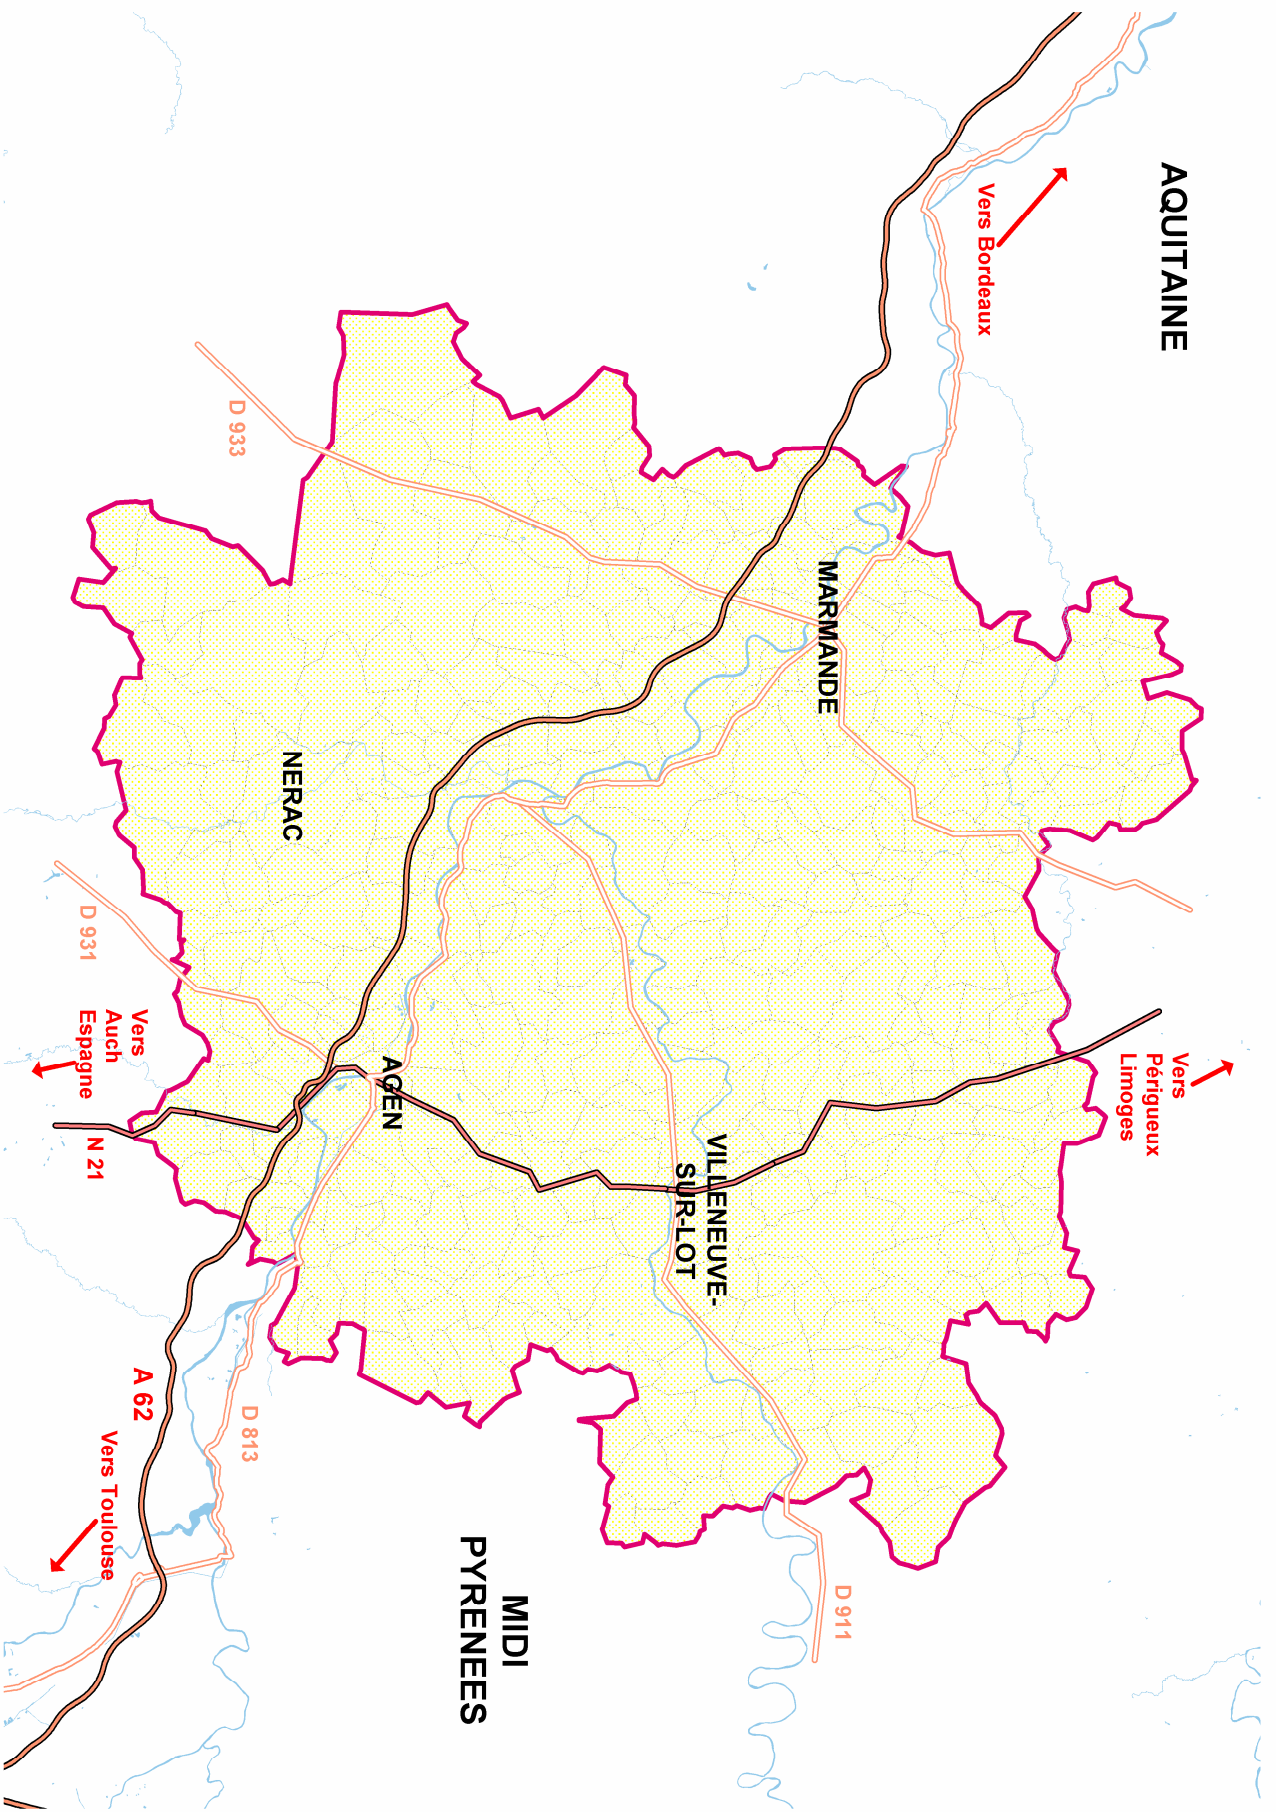 AQUITAINE
Vers Bordeaux
Vers
Périgueux
Limoges
MARMANDE
D 933
VILLENEUVE-
SUR-LOT
D 911
NERAC
AGEN
MIDI
PYRENEES
D 931
Vers
Auch
Espagne
N 21
D 813
A 62
Vers Toulouse